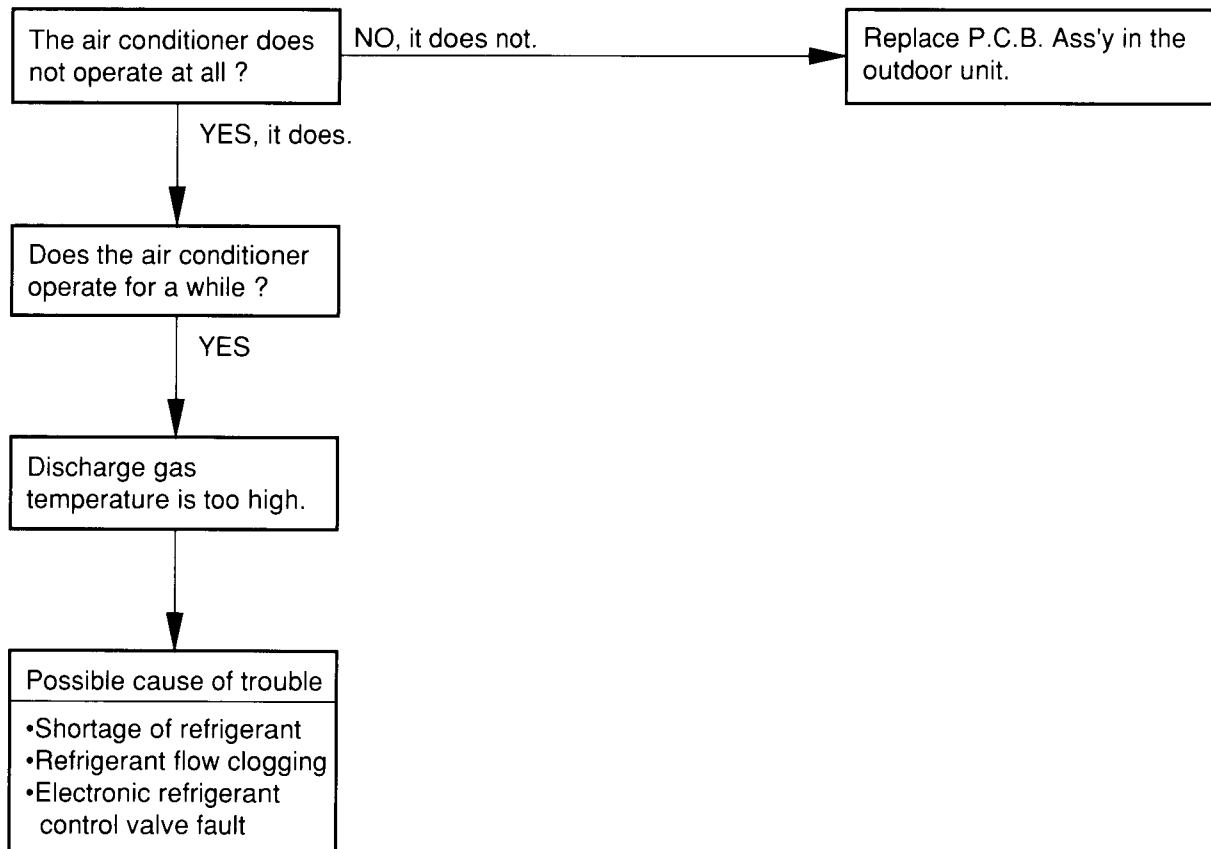 The air conditioner does
not operate at all ?
NO, it does not.
Replace P.C.B. Ass'y in the
outdoor unit.
YES, it does.
Does the air conditioner
operate for a while ?
YES
Discharge gas
temperature is too high.
Possible cause of trouble
•Shortage of refrigerant
•Refrigerant flow clogging
•Electronic refrigerant
control valve fault